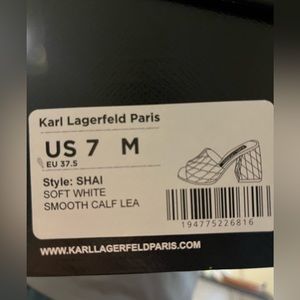 Karl Lagerfeld Paris
US 7 M
EU 37.5
Style: SHAI
SOFT WHITE
SMOOTH CALF LEA
194775226816
WWW.KARLLAGERFELDPARIS.COM